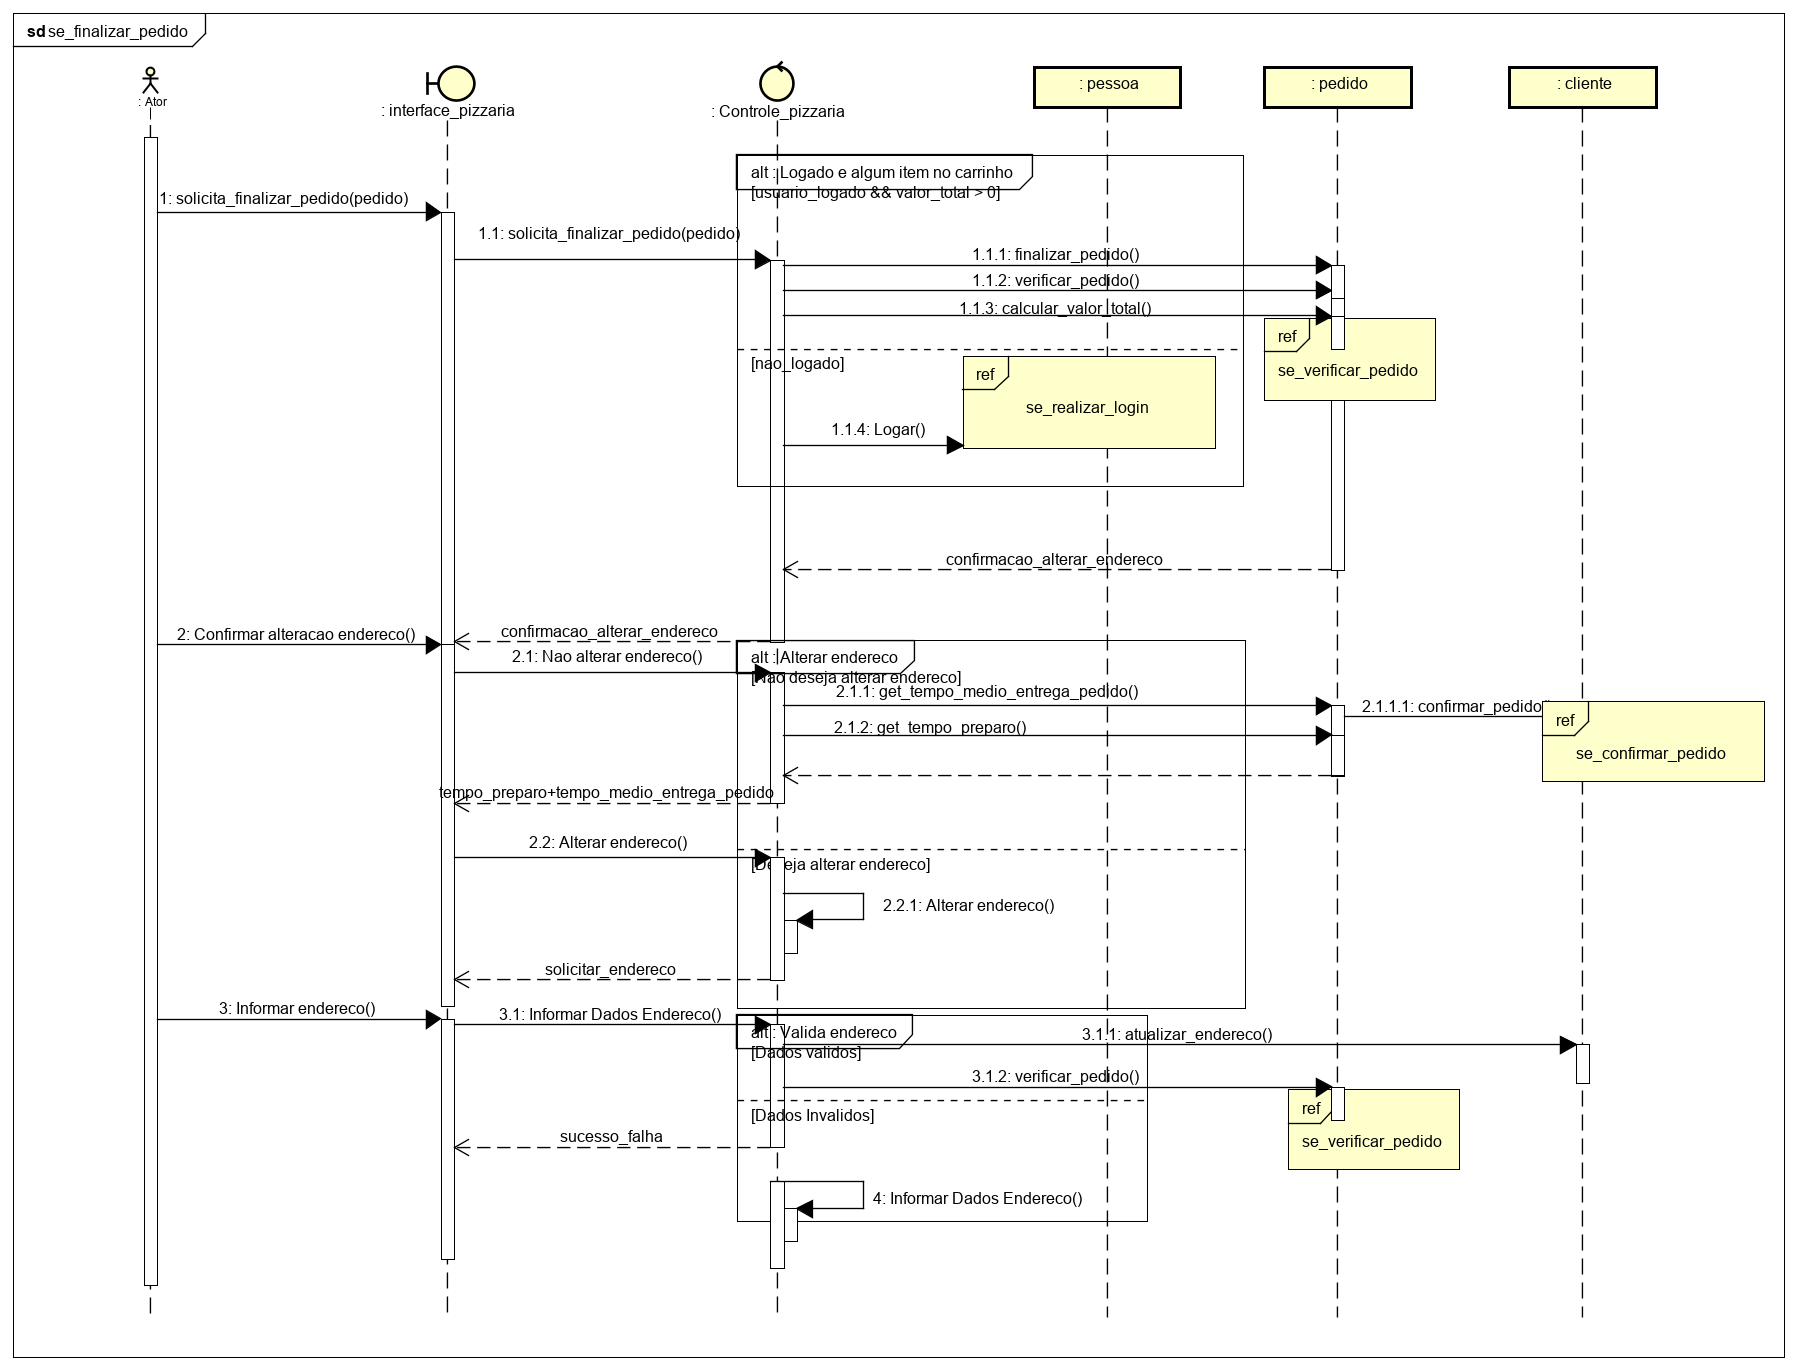 sd se_finalizar_pedido
: Ator
: interface_pizzaria
: Controle_pizzaria
: pessoa
: pedido
: cliente
alt : Logado e algum item no carrinho
[usuario_logado && valor_total > 0]
1: solicita_finalizar_pedido(pedido)
1.1: solicita_finalizar_pedido(pedido)
1.1.1: finalizar_pedido()
1.1.2: verificar_pedido()
1.1.3: calcular_valor_total()
ref
se_verificar_pedido
[nao_logado]
ref
se_realizar_login
1.1.4: Logar()
confirmacao_alterar_endereco
confirmacao_alterar_endereco
2: Confirmar alteracao endereco()
2.1: Nao alterar endereco()
alt : Alterar endereco
[Nao deseja alterar endereco]
2.1.1: get_tempo_medio_entrega_pedido()
2.1.1.1: confirmar_pedido()
ref
se_confirmar_pedido
2.1.2: get_tempo_preparo()
tempo_preparo+tempo_medio_entrega_pedido
2.2: Alterar endereco()
[Deseja alterar endereco]
2.2.1: Alterar endereco()
solicitar_endereco
3: Informar endereco()
3.1: Informar Dados Endereco()
alt : Valida endereco
[Dados validos]
3.1.1: atualizar_endereco()
3.1.2: verificar_pedido()
ref
se_verificar_pedido
[Dados Invalidos]
sucesso_falha
4: Informar Dados Endereco()